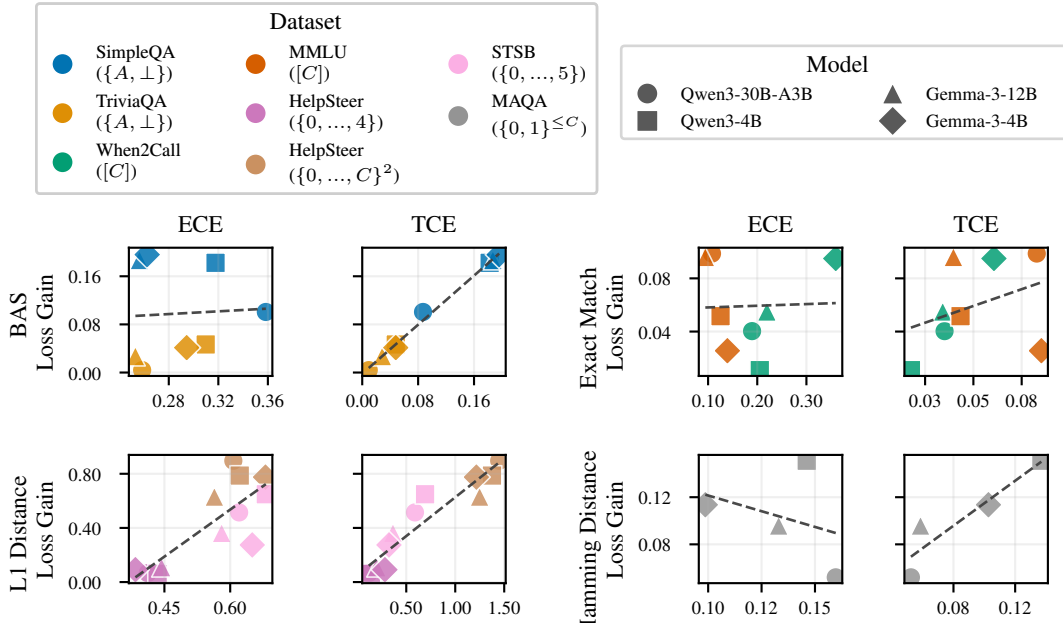 Dataset
SimpleQA
({A, ⊥})
MMLU
([C])
STSB
({0, ..., 5})
TriviaQA
({A, ⊥})
HelpSteer
({0, ..., 4})
MAQA
({0, 1}^{≤C})
When2Call
([C])
HelpSteer
({0, ..., C}²)
Model
Qwen3-30B-A3B
Gemma-3-12B
Qwen3-4B
Gemma-3-4B
ECE
TCE
ECE
TCE
BAS
Loss Gain
0.16
0.08
0.00
0.28
0.32
0.36
0.00
0.08
0.16
Exact Match
Loss Gain
0.08
0.04
0.10
0.20
0.30
0.03
0.05
0.08
L1 Distance
Loss Gain
0.80
0.40
0.00
0.45
0.60
0.50
1.00
1.50
amming Distance
Loss Gain
0.12
0.08
0.10
0.12
0.15
0.08
0.12